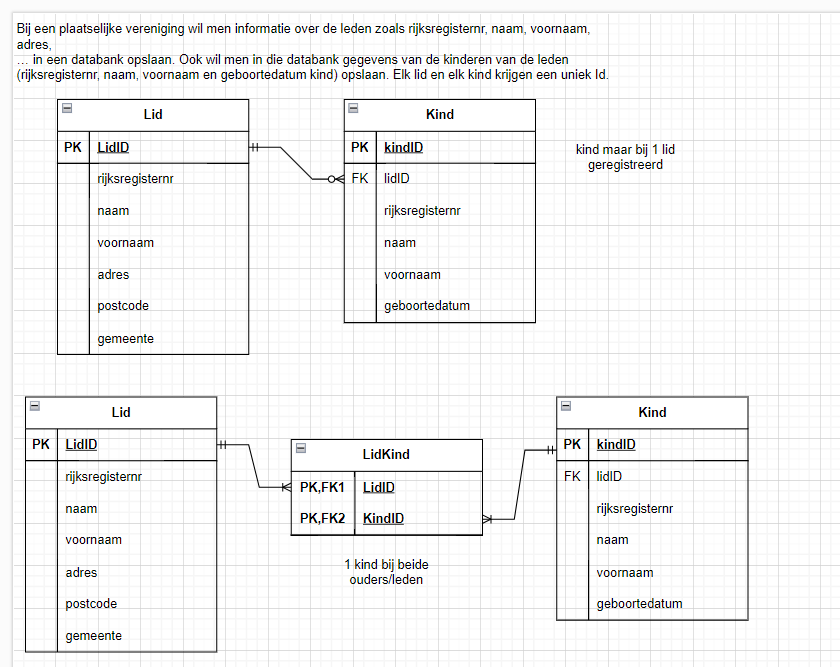 Bij een plaatselijke vereniging wil men informatie over de leden zoals rijksregisternr, naam, voornaam,
adres,
... in een databank opslaan. Ook wil men in die databank gegevens van de kinderen van de leden
(rijksregisternr, naam, voornaam en geboortedatum kind) opslaan. Elk lid en elk kind krijgen een uniek Id.
Lid
PK LidID
rijksregisternr
naam
voornaam
adres
postcode
gemeente
Kind
PK kindID
FK lidID
rijksregisternr
naam
voornaam
geboortedatum
kind maar bij 1 lid
geregistreerd
Lid
PK LidID
rijksregisternr
naam
voornaam
adres
postcode
gemeente
LidKind
PK,FK1 LidID
PK,FK2 KindID
1 kind bij beide
ouders/leden
Kind
PK kindID
FK lidID
rijksregisternr
naam
voornaam
geboortedatum